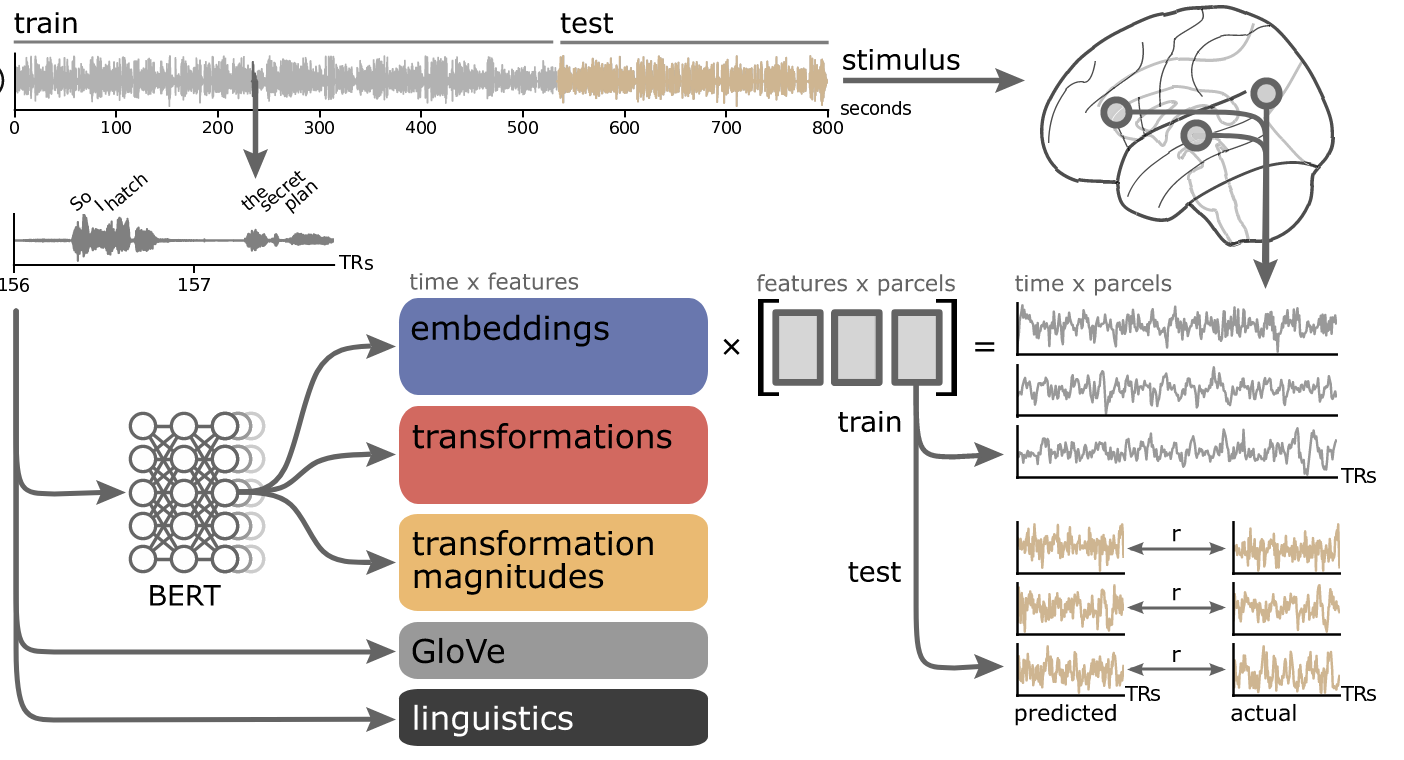 train
test
)
stimulus
seconds
0 100 200 300 400 500 600 700 800
So I hatch the secret plan
TRs
156 157
time x features
features x parcels
time x parcels
embeddings
×
=
transformations
train
TRs
transformation
magnitudes
test
r
r
r
BERT
GloVe
TRs
TRs
predicted
actual
linguistics